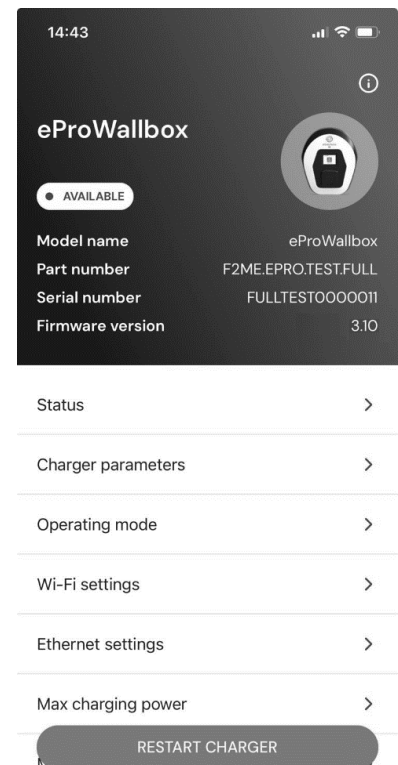 14:43
eProWallbox
AVAILABLE
Model name eProWallbox
Part number F2ME.EPRO.TEST.FULL
Serial number FULLTEST0000011
Firmware version 3.10
Status
Charger parameters
Operating mode
Wi-Fi settings
Ethernet settings
Max charging power
RESTART CHARGER